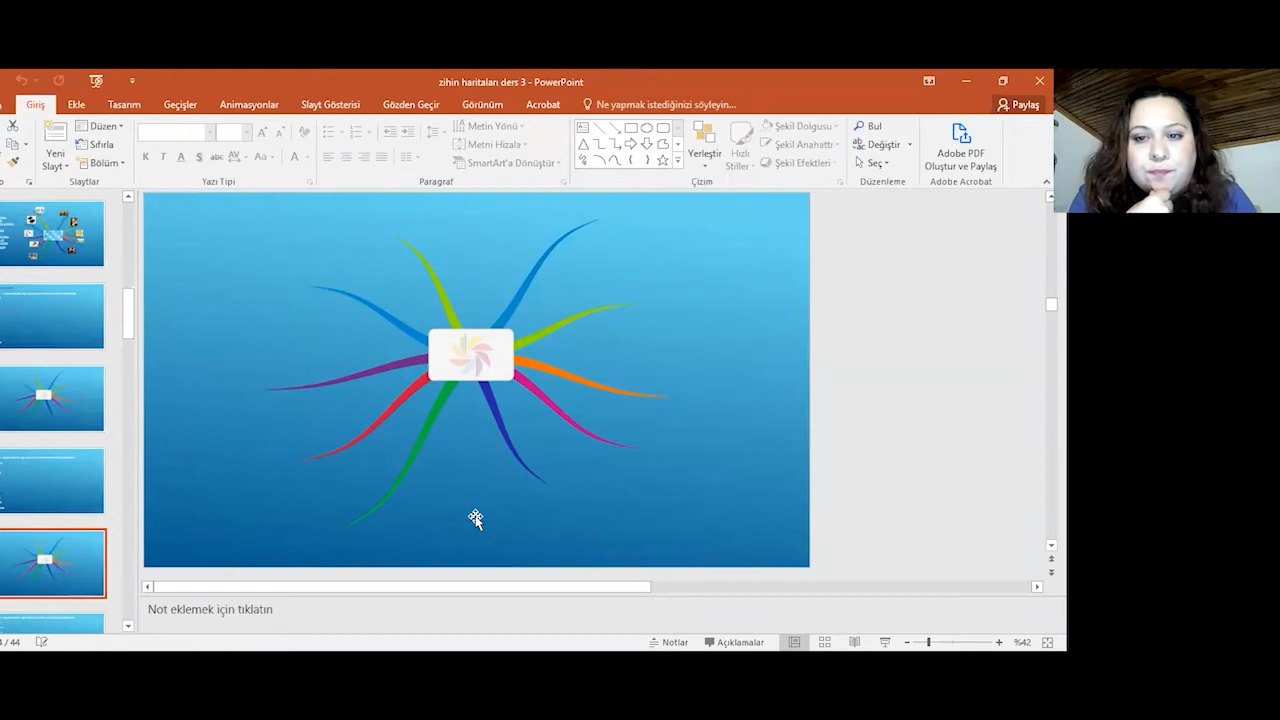 zihin haritaları ders 3 - PowerPoint
Giriş Ekle Tasarım Geçişler Animasyonlar Slayt Gösterisi Gözden Geçir Görünüm Acrobat Ne yapmak istediğinizi söyleyin... Paylaş
Yeni Slayt
Düzen
Sıfırla
Bölüm
Slaytlar
K T A S abc AV Aa A
Yazı Tipi
Metin Yönü
Metni Hizala
SmartArt'a Dönüştür
Paragraf
Yerleştir
Hızlı Stiller
Şekil Dolgusu
Şekil Anahattı
Şekil Efektleri
Çizim
Bul
Değiştir
Seç
Düzenleme
Adobe PDF
Oluştur ve Paylaş
Adobe Acrobat
Not eklemek için tıklatın
/ 44
Notlar Açıklamalar %42